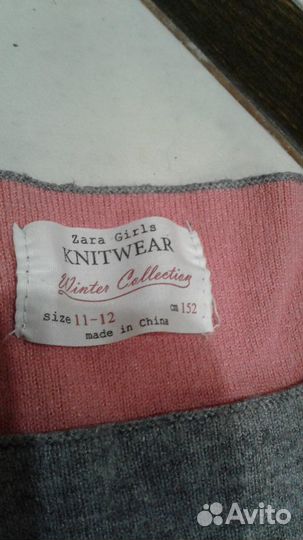 Zara Girls
KNITWEAR
Winter Collection
size 11-12 cm 152
made in China
Avito